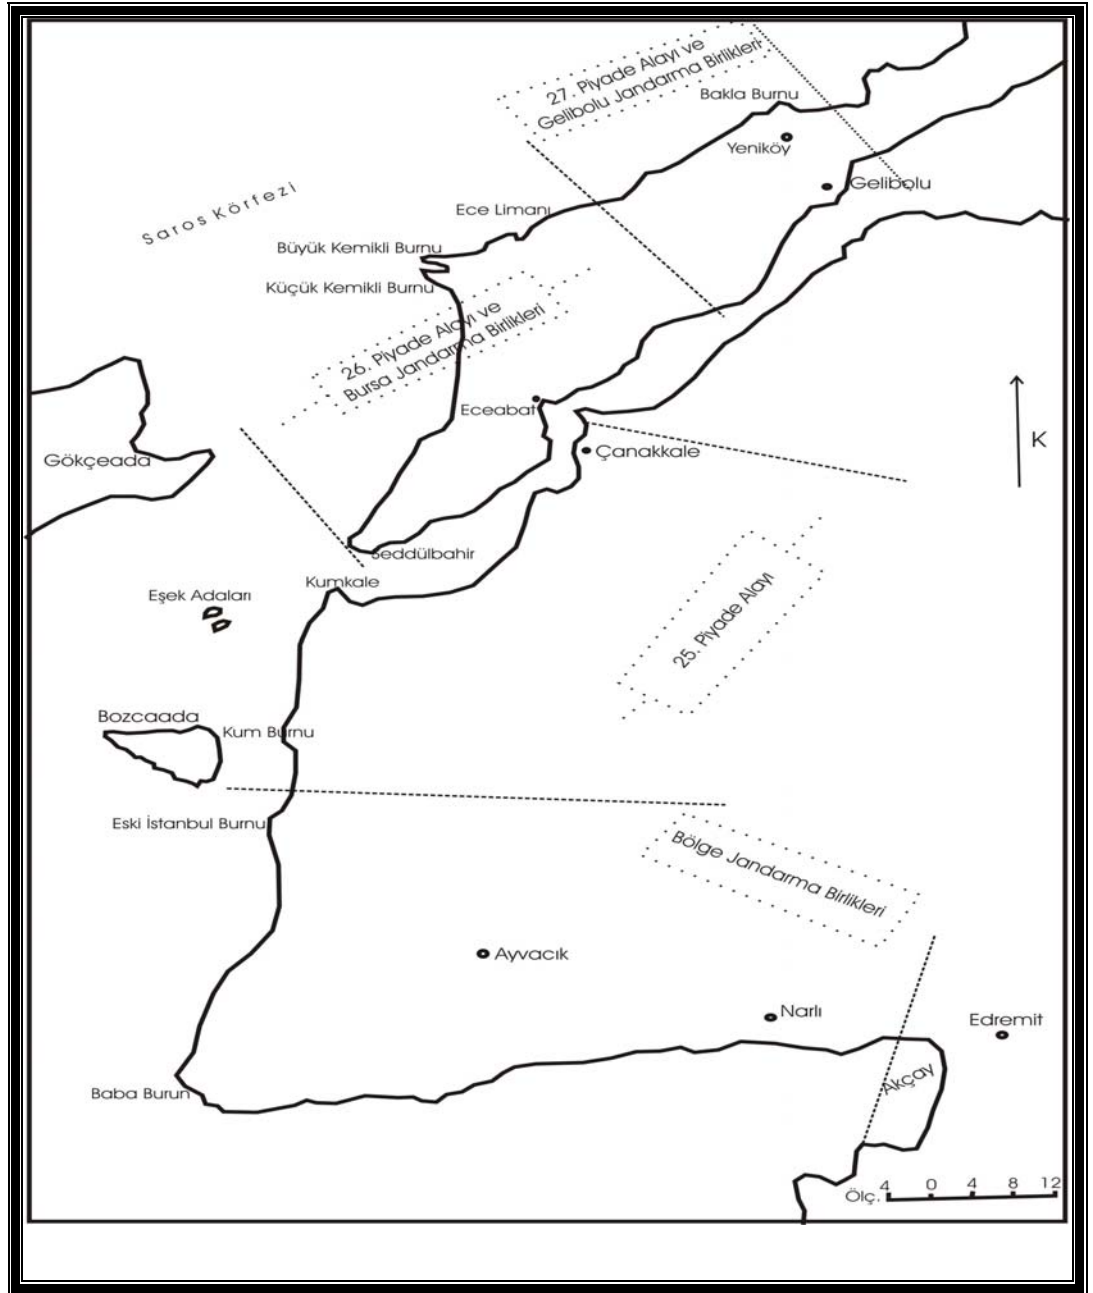 27. Piyade Alayı ve
Gelibolu Jandarma Birlikleri
Bakla Burnu
Yeniköy
Gelibolu
Saros Körfezi
Ece Limanı
Büyük Kemikli Burnu
Küçük Kemikli Burnu
26. Piyade Alayı ve
Bursa Jandarma Birlikleri
Eceabat
Çanakkale
K
Gökçeada
Seddülbahir
Kumkale
Eşek Adaları
25. Piyade Alayı
Bozcaada
Kum Burnu
Eski İstanbul Burnu
Bölge Jandarma Birlikleri
Ayvacık
Narlı
Edremit
Akçay
Baba Burun
Ölç. 4 0 4 8 12